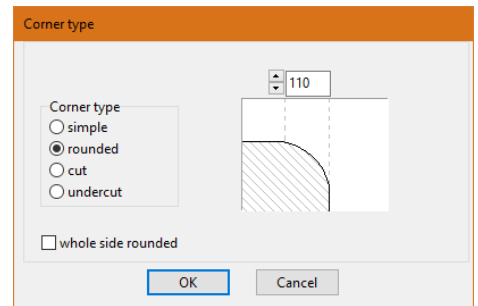 Corner type
110
Corner type
simple
rounded
cut
undercut
whole side rounded
OK
Cancel